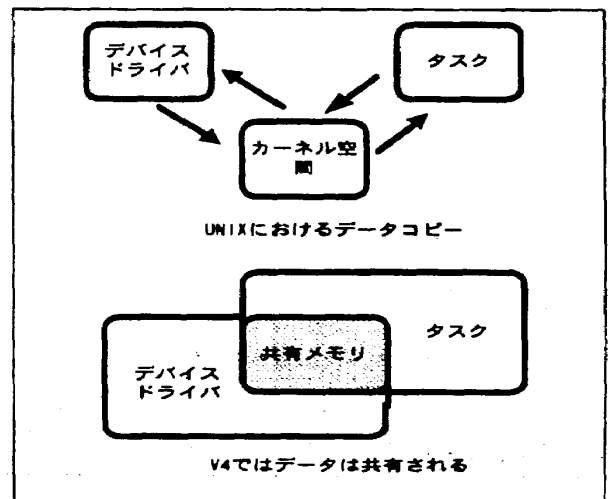 デバイス
ドライバ
タスク
カーネル空
間
UNIXにおけるデータコピー
タスク
共有メモリ
デバイス
ドライバ
V4ではデータは共有される